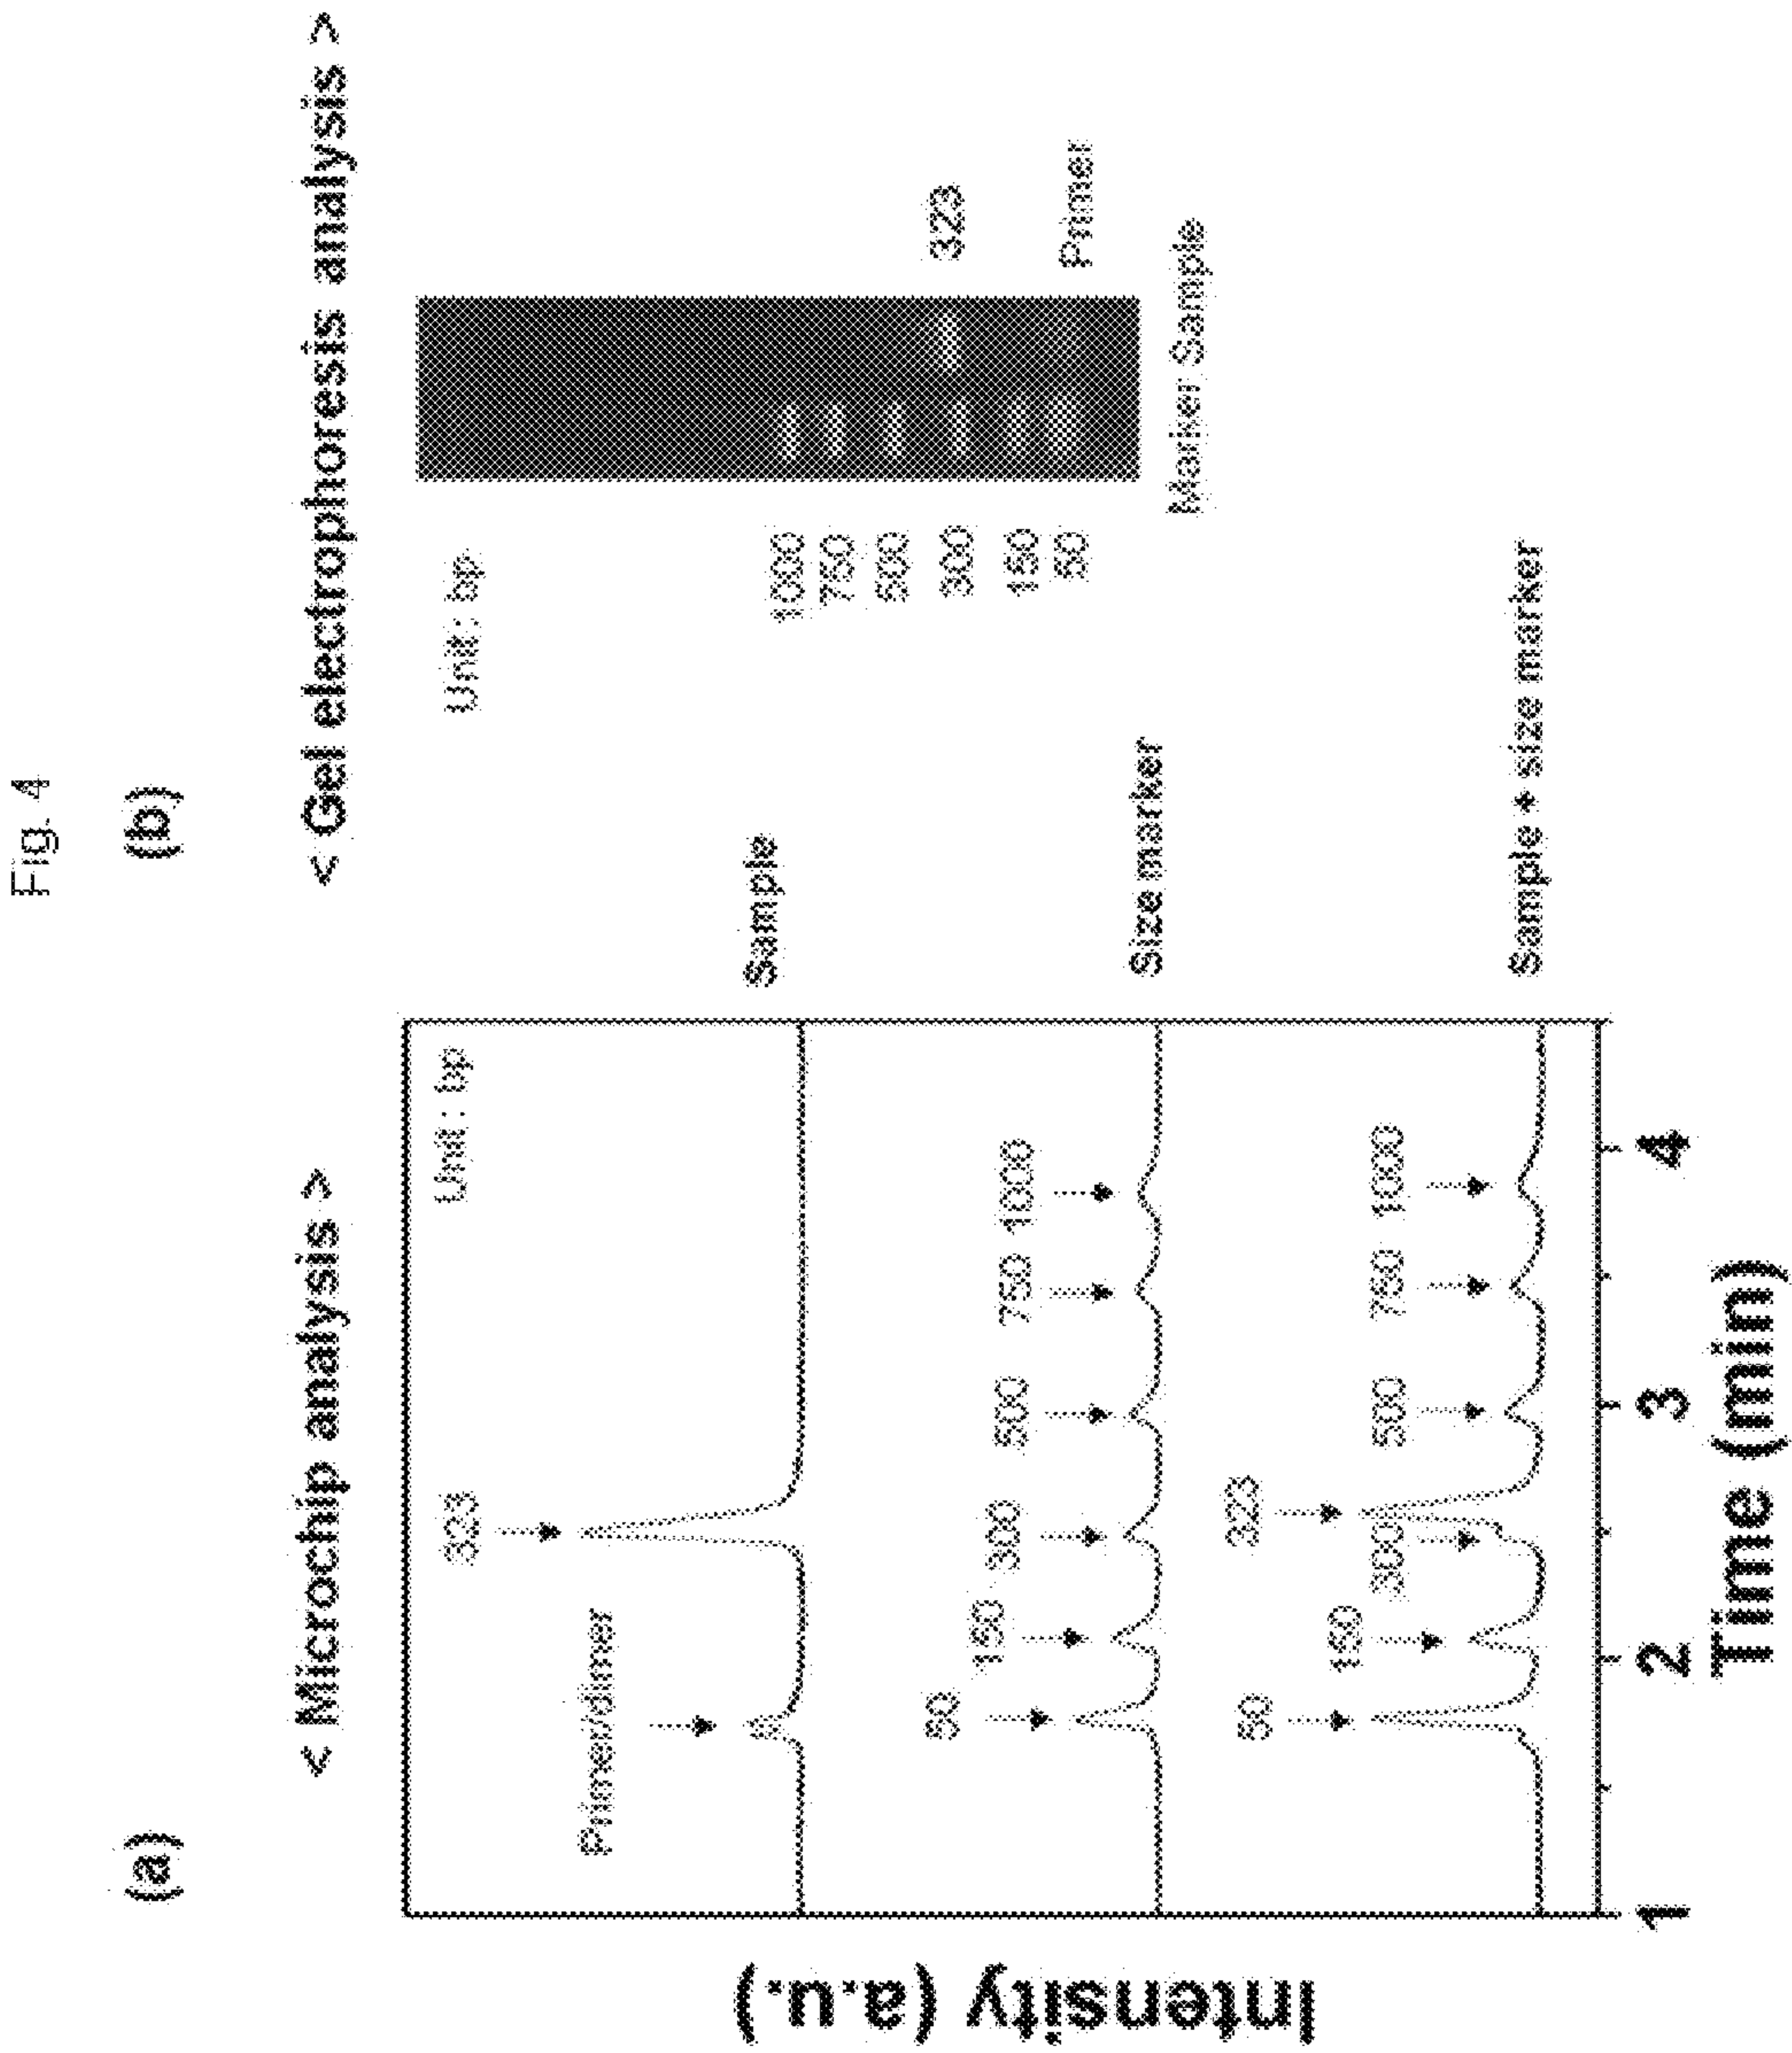 Fig. 4
(a)
(b)
< Microchip analysis >
< Gel electrophoresis analysis >
Unit : bp
323
Primer/dimer
Sample
50
150
300
500
750
1000
Size marker
50
150
300
323
500
750
1000
Sample + size marker
1
2
3
4
Time (min)
Intensity (a.u.)
Unit : bp
1000
750
500
300
150
50
323
Primer
Marker Sample